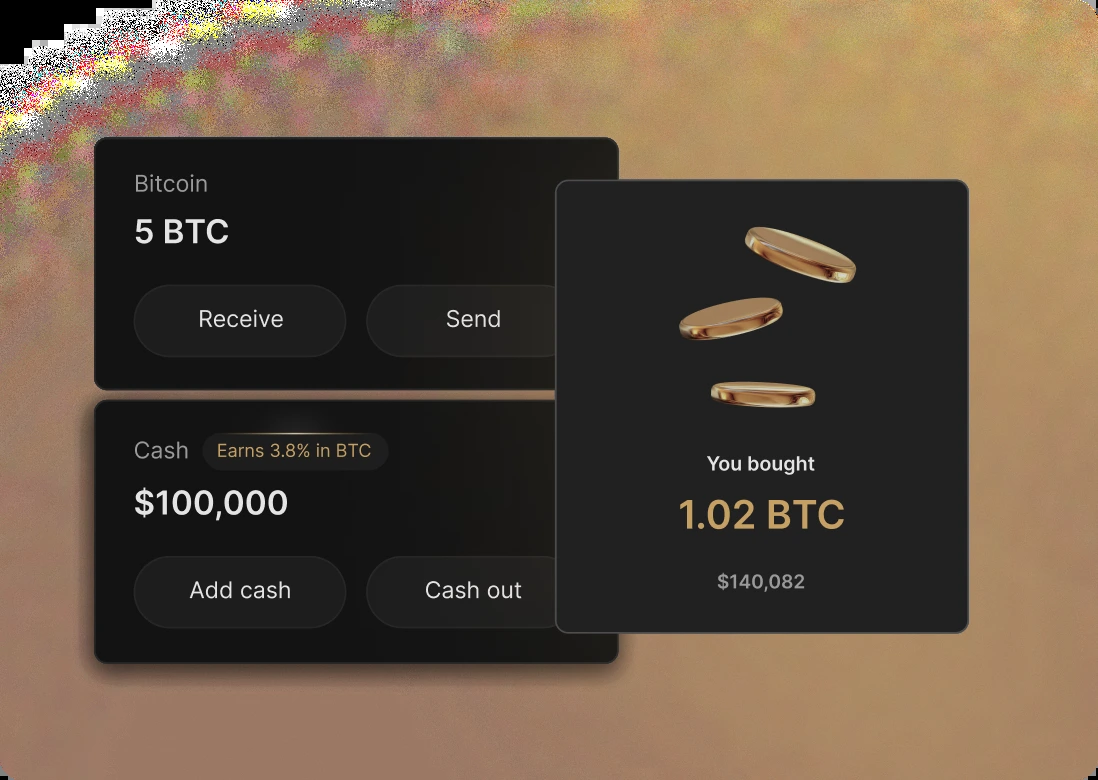 Bitcoin
5 BTC
Receive
Send
Cash
Earns 3.8% in BTC
$100,000
Add cash
Cash out
You bought
1.02 BTC
$140,082